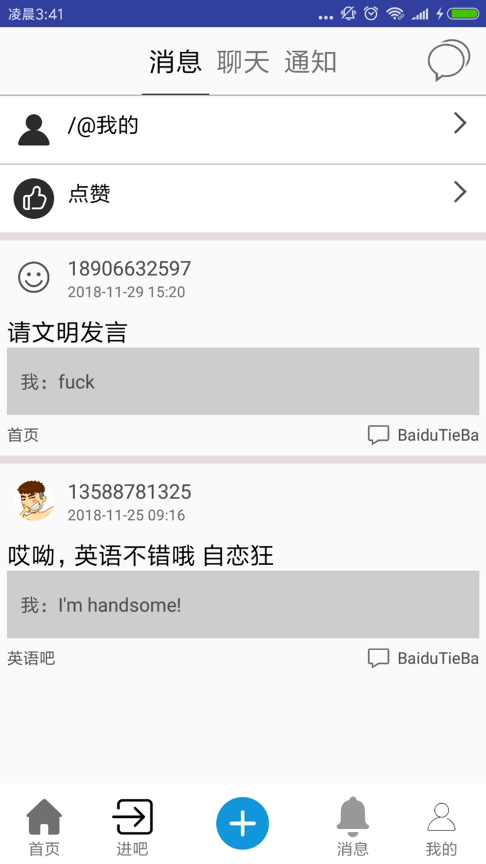 凌晨3:41
消息 聊天 通知
/@我的
点赞
18906632597
2018-11-29 15:20
请文明发言
我：fuck
首页 BaiduTieBa
13588781325
2018-11-25 09:16
哎呦，英语不错哦 自恋狂
我：I'm handsome!
英语吧 BaiduTieBa
首页 进吧 消息 我的